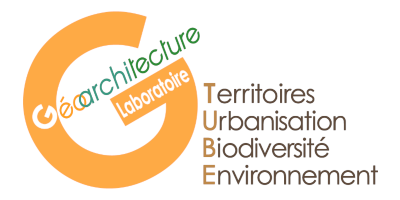 Géoarchitecture
Laboratoire
Territoires
Urbanisation
Biodiversité
Environnement